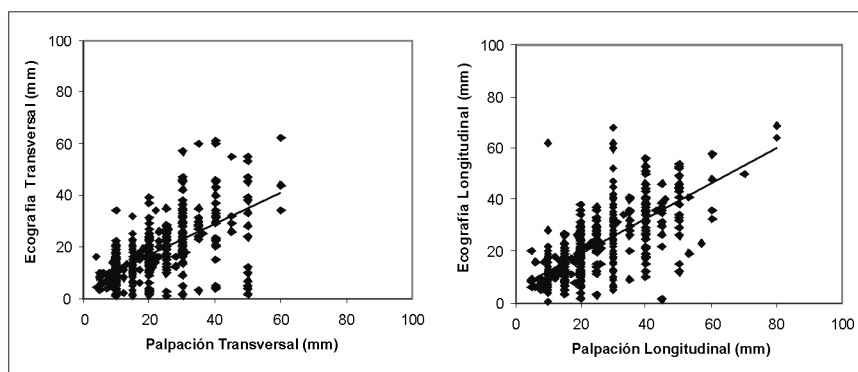 100
80
60
40
20
0
Ecografía Transversal (mm)
0 20 40 60 80 100
Palpación Transversal (mm)
100
80
60
40
20
0
Ecografía Longitudinal (mm)
0 20 40 60 80 100
Palpación Longitudinal (mm)